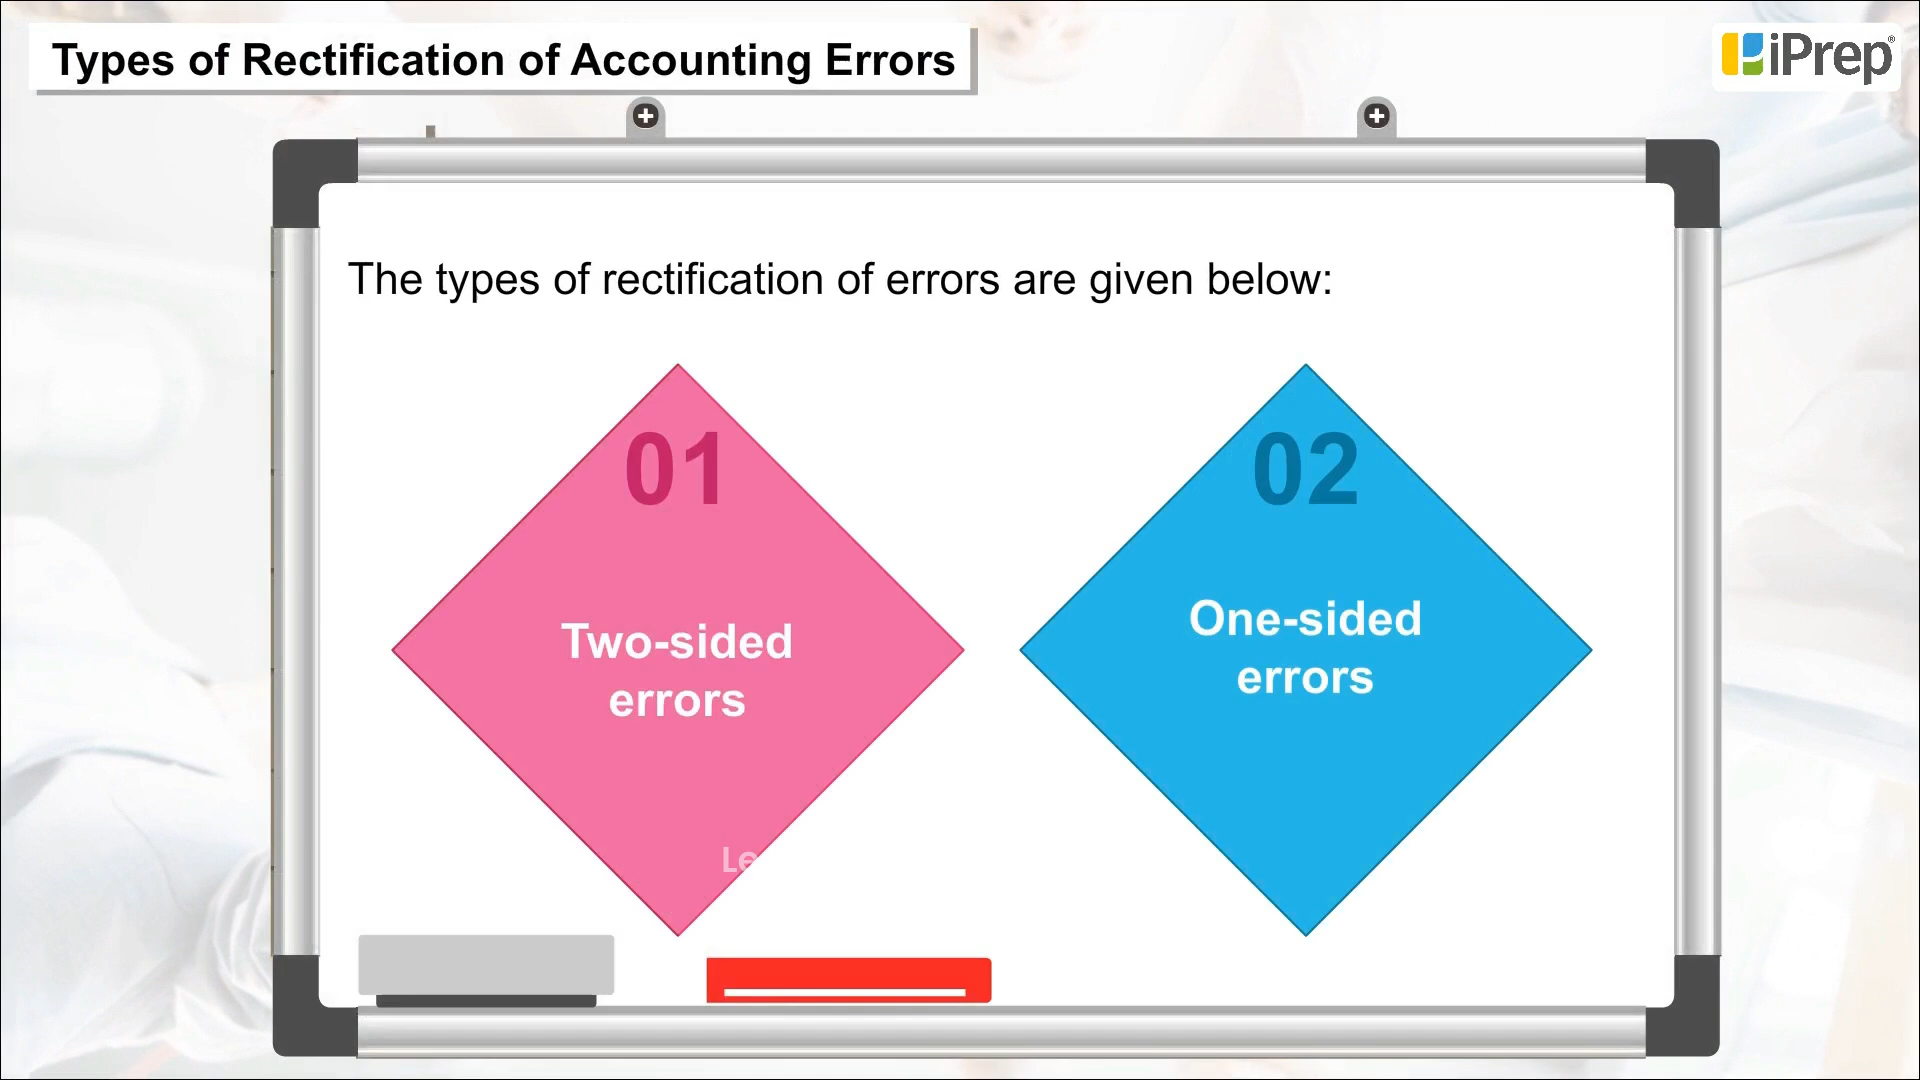 Types of Rectification of Accounting Errors
iPrep®
The types of rectification of errors are given below:
01
Two-sided
errors
02
One-sided
errors